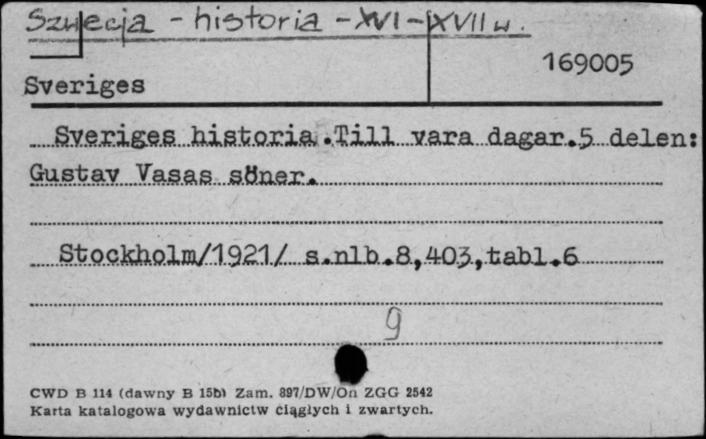 Szwecja - historia - XVI - XVII w.
169005
Sveriges
Sveriges historia.Till vara dagar.5 delen:
Gustav Vasas söner.
Stockholm/1921/ s.nlb.8,403,tabl.6
9
CWD B 114 (dawny B 15b) Zam. 897/DW/On ZGG 2542
Karta katalogowa wydawnictw ciągłych i zwartych.